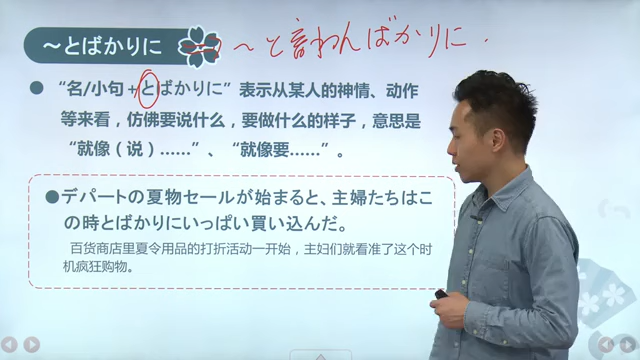 ～とばかりに
～と言わんばかりに.
“名/小句+とばかりに”表示从某人的神情、动作
等来看，仿佛要说什么，要做什么的样子，意思是
“就像（说）……”、“就像要……”。
●デパートの夏物セールが始まると、主婦たちはこ
の時とばかりにいっぱい買い込んだ。
百货商店里夏令用品的打折活动一开始，主妇们就看准了这个时
机疯狂购物。